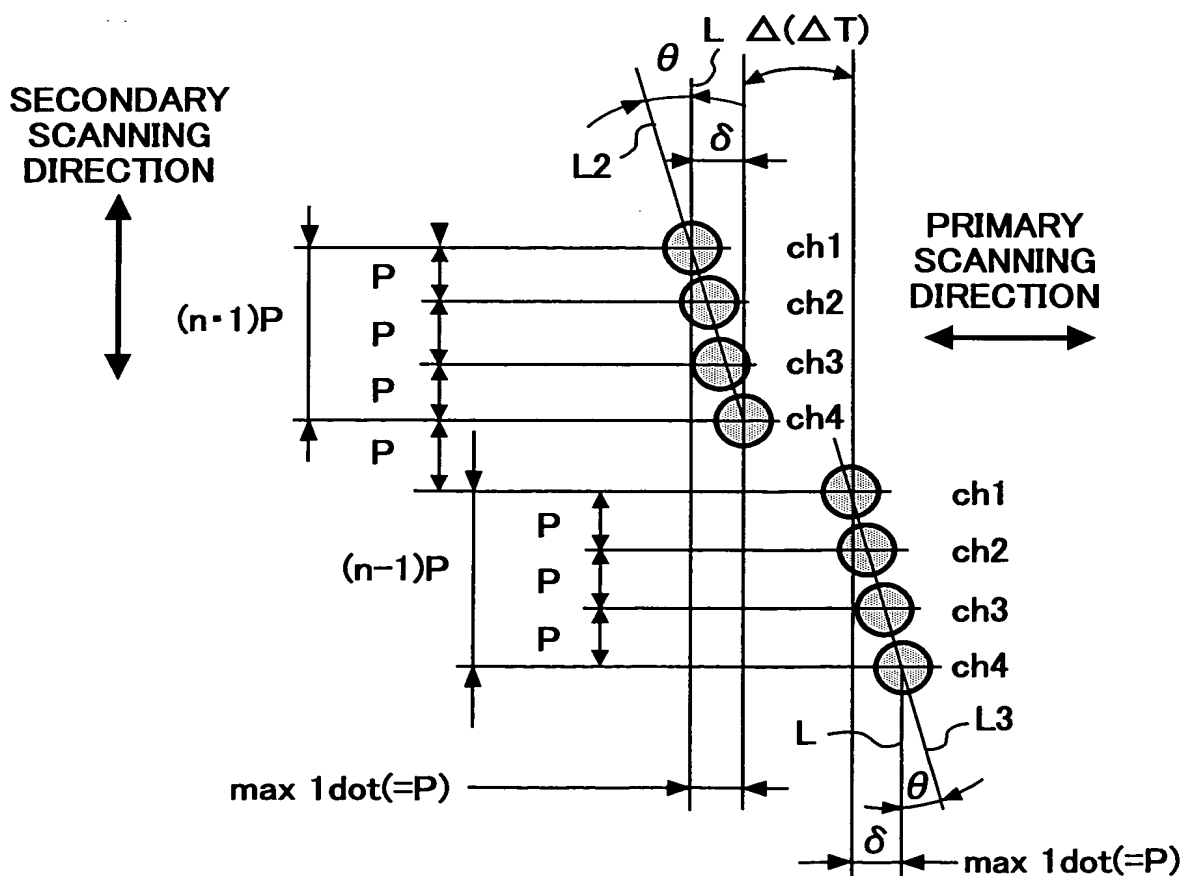 L Δ(ΔT)
θ
SECONDARY
SCANNING
DIRECTION
δ
L2
PRIMARY
SCANNING
DIRECTION
ch1
P
ch2
(n・1)P
P
ch3
P
ch4
P
ch1
P
ch2
(n-1)P
P
ch3
P
ch4
L
L3
max 1dot(=P)
θ
δ
max 1dot(=P)